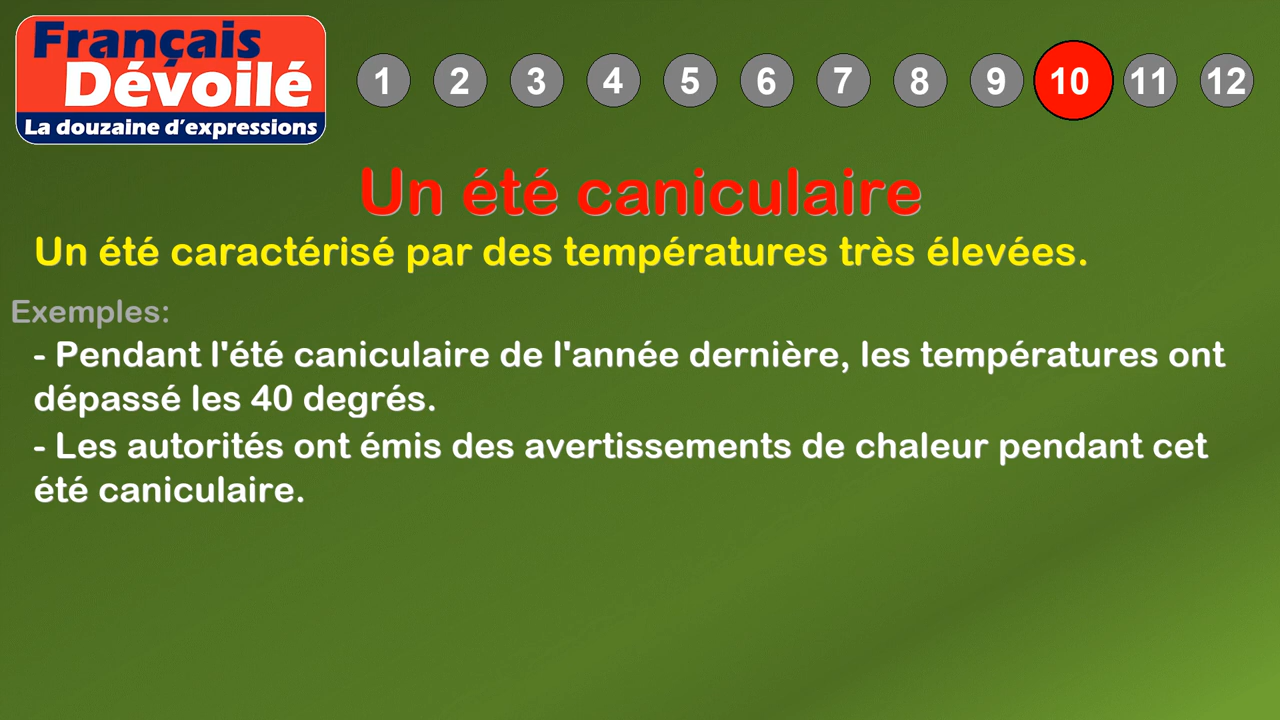 Français
Dévoilé
La douzaine d'expressions
1 2 3 4 5 6 7 8 9 10 11 12
Un été caniculaire
Un été caractérisé par des températures très élevées.
Exemples:
- Pendant l'été caniculaire de l'année dernière, les températures ont
dépassé les 40 degrés.
- Les autorités ont émis des avertissements de chaleur pendant cet
été caniculaire.